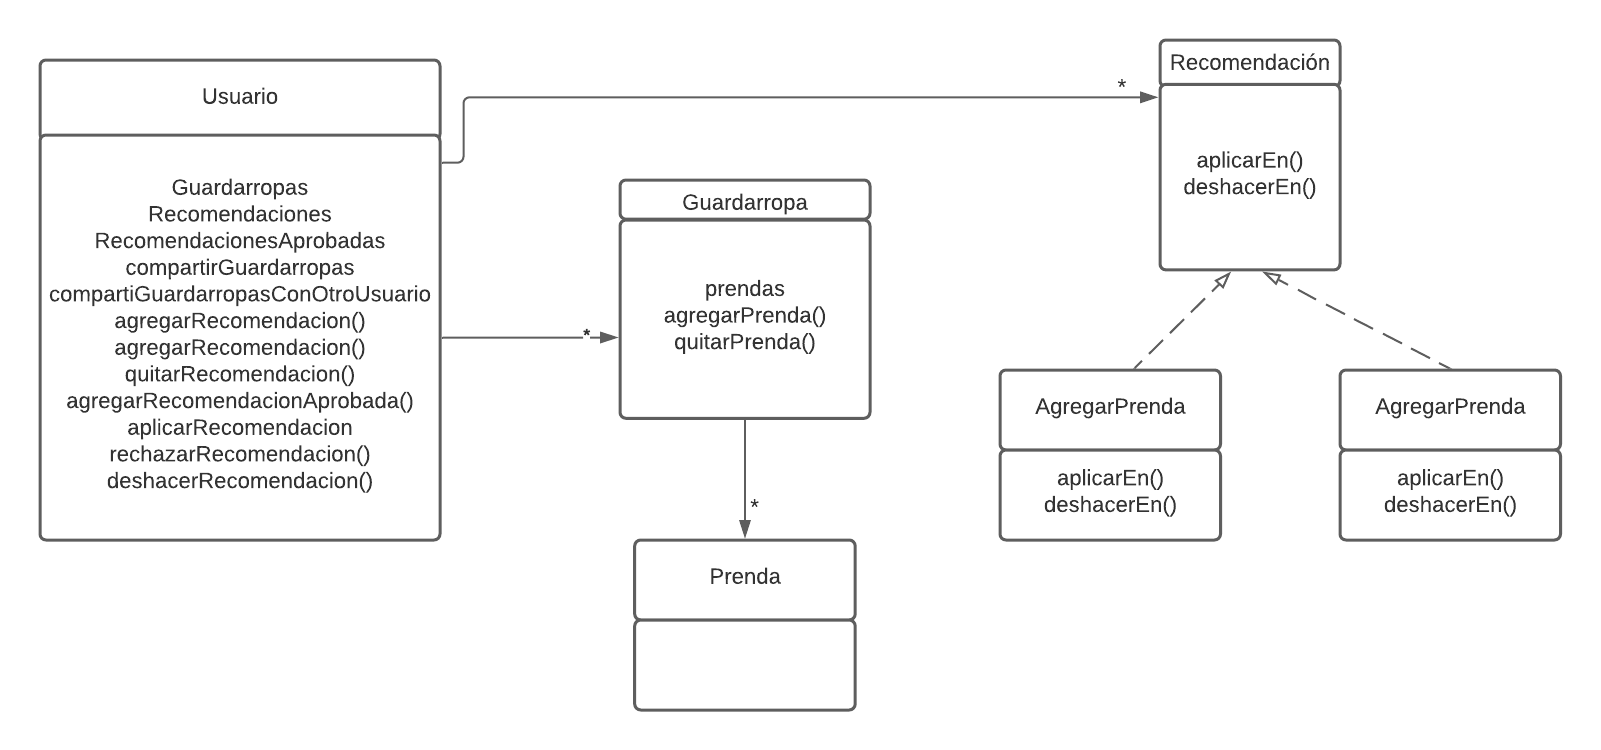 Usuario
Guardarropas
Recomendaciones
RecomendacionesAprobadas
compartirGuardarropas
compartiGuardarropasConOtroUsuario
agregarRecomendacion()
agregarRecomendacion()
quitarRecomendacion()
agregarRecomendacionAprobada()
aplicarRecomendacion
rechazarRecomendacion()
deshacerRecomendacion()
*
*
Guardarropa
prendas
agregarPrenda()
quitarPrenda()
*
Prenda
Recomendación
aplicarEn()
deshacerEn()
AgregarPrenda
aplicarEn()
deshacerEn()
AgregarPrenda
aplicarEn()
deshacerEn()